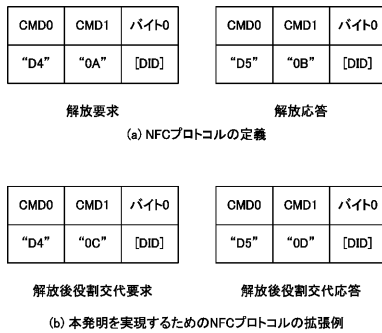 CMD0 CMD1 バイト0 CMD0 CMD1 バイト0
“D4” “0A” [DID] “D5” “0B” [DID]
解放要求 解放応答
(a) NFCプロトコルの定義
CMD0 CMD1 バイト0 CMD0 CMD1 バイト0
“D4” “0C” [DID] “D5” “0D” [DID]
解放後役割交代要求 解放後役割交代応答
(b) 本発明を実現するためのNFCプロトコルの拡張例